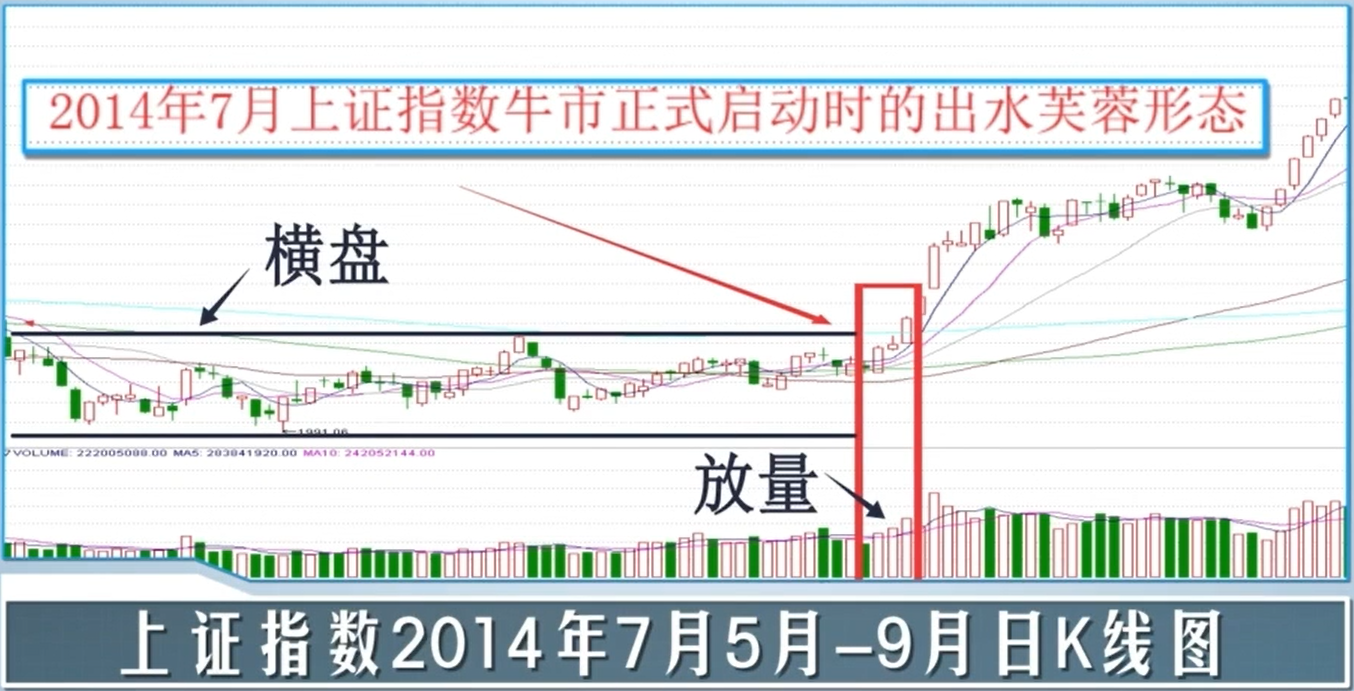 2014年7月上证指数牛市正式启动时的出水芙蓉形态
横盘
←1991.06
7VOLUME: 222005088.00 MA5: 283841920.00 MA10: 242052144.00
放量
上证指数2014年7月5月-9月日K线图